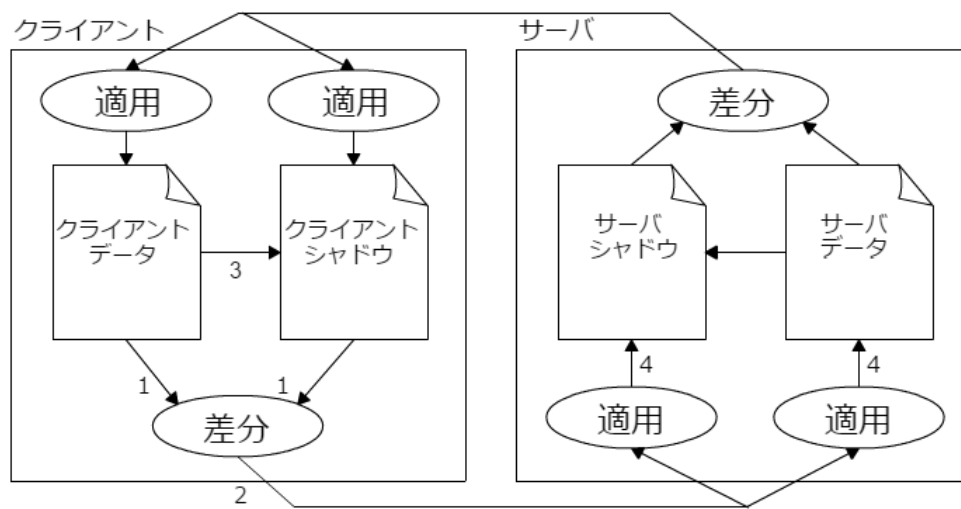 クライアント
サーバ
適用
適用
差分
クライアント
データ
クライアント
シャドウ
サーバ
シャドウ
サーバ
データ
3
4
4
1
1
差分
適用
適用
2